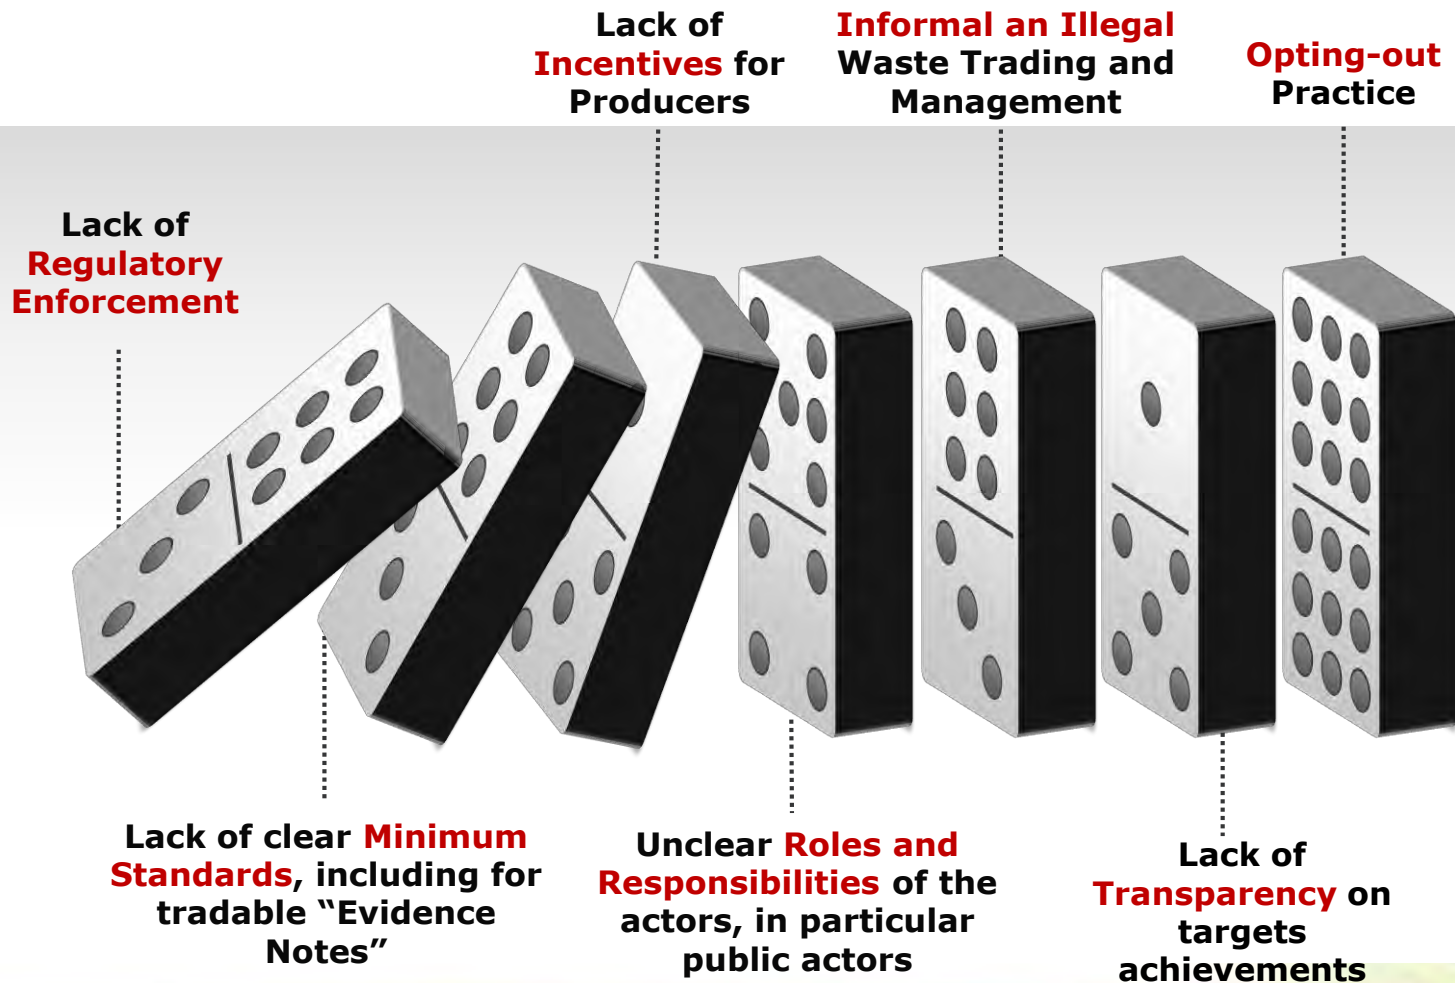 Lack of
Regulatory
Enforcement
Lack of clear Minimum
Standards, including for
tradable “Evidence
Notes”
Lack of
Incentives for
Producers
Unclear Roles and
Responsibilities of the
actors, in particular
public actors
Informal an Illegal
Waste Trading and
Management
Lack of
Transparency on
targets
achievements
Opting-out
Practice